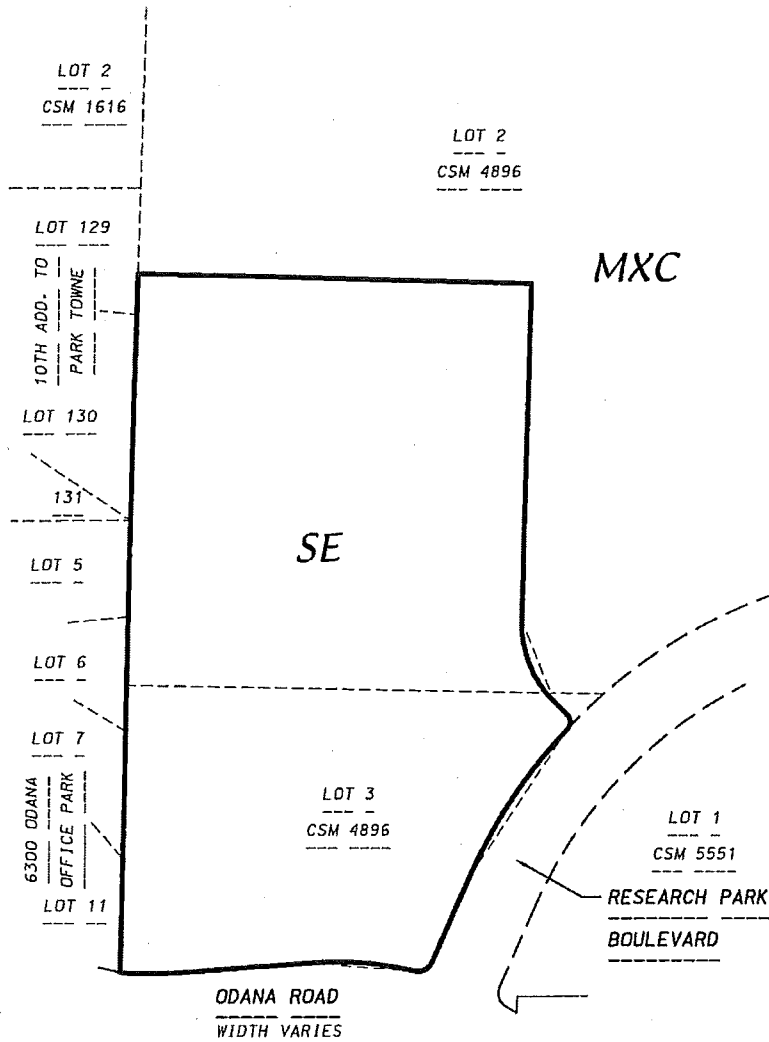 LOT 2
CSM 1616
LOT 2
CSM 4896
LOT 129
10TH ADD. TO
PARK TOWNE
MXC
LOT 130
131
SE
LOT 5
LOT 6
LOT 7
6300 ODANA
OFFICE PARK
LOT 3
CSM 4896
LOT 1
CSM 5551
LOT 11
RESEARCH PARK
BOULEVARD
ODANA ROAD
WIDTH VARIES